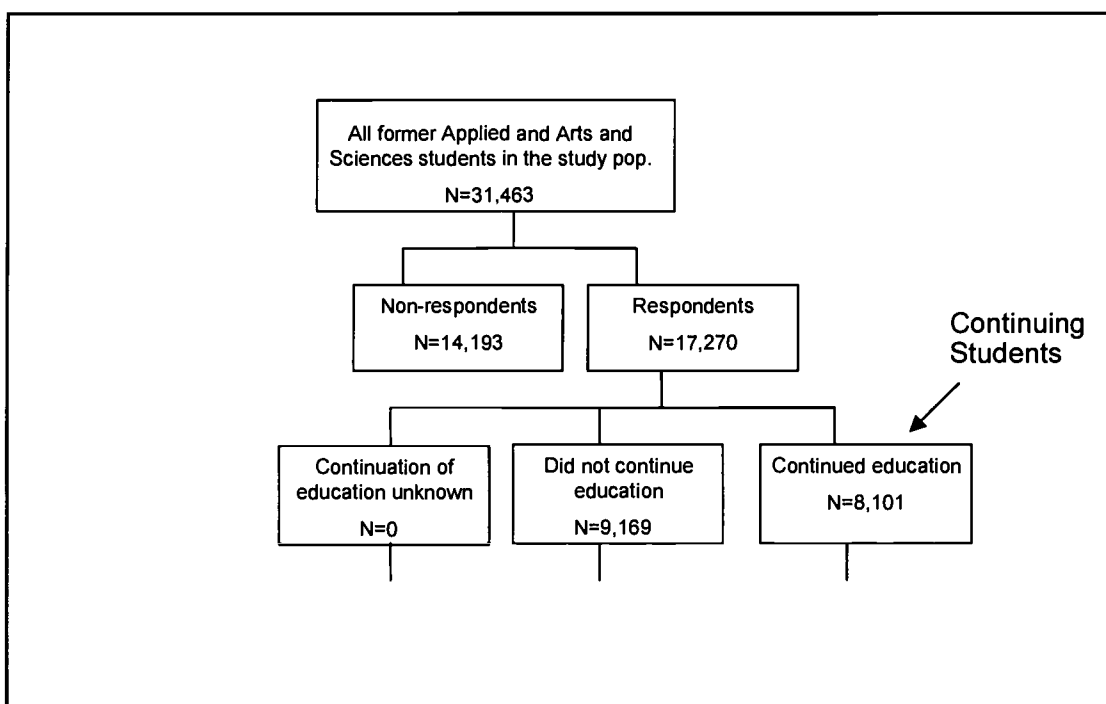 All former Applied and Arts and
Sciences students in the study pop.
N=31,463
Non-respondents
N=14,193
Respondents
N=17,270
Continuing
Students
Continuation of
education unknown
N=0
Did not continue
education
N=9,169
Continued education
N=8,101